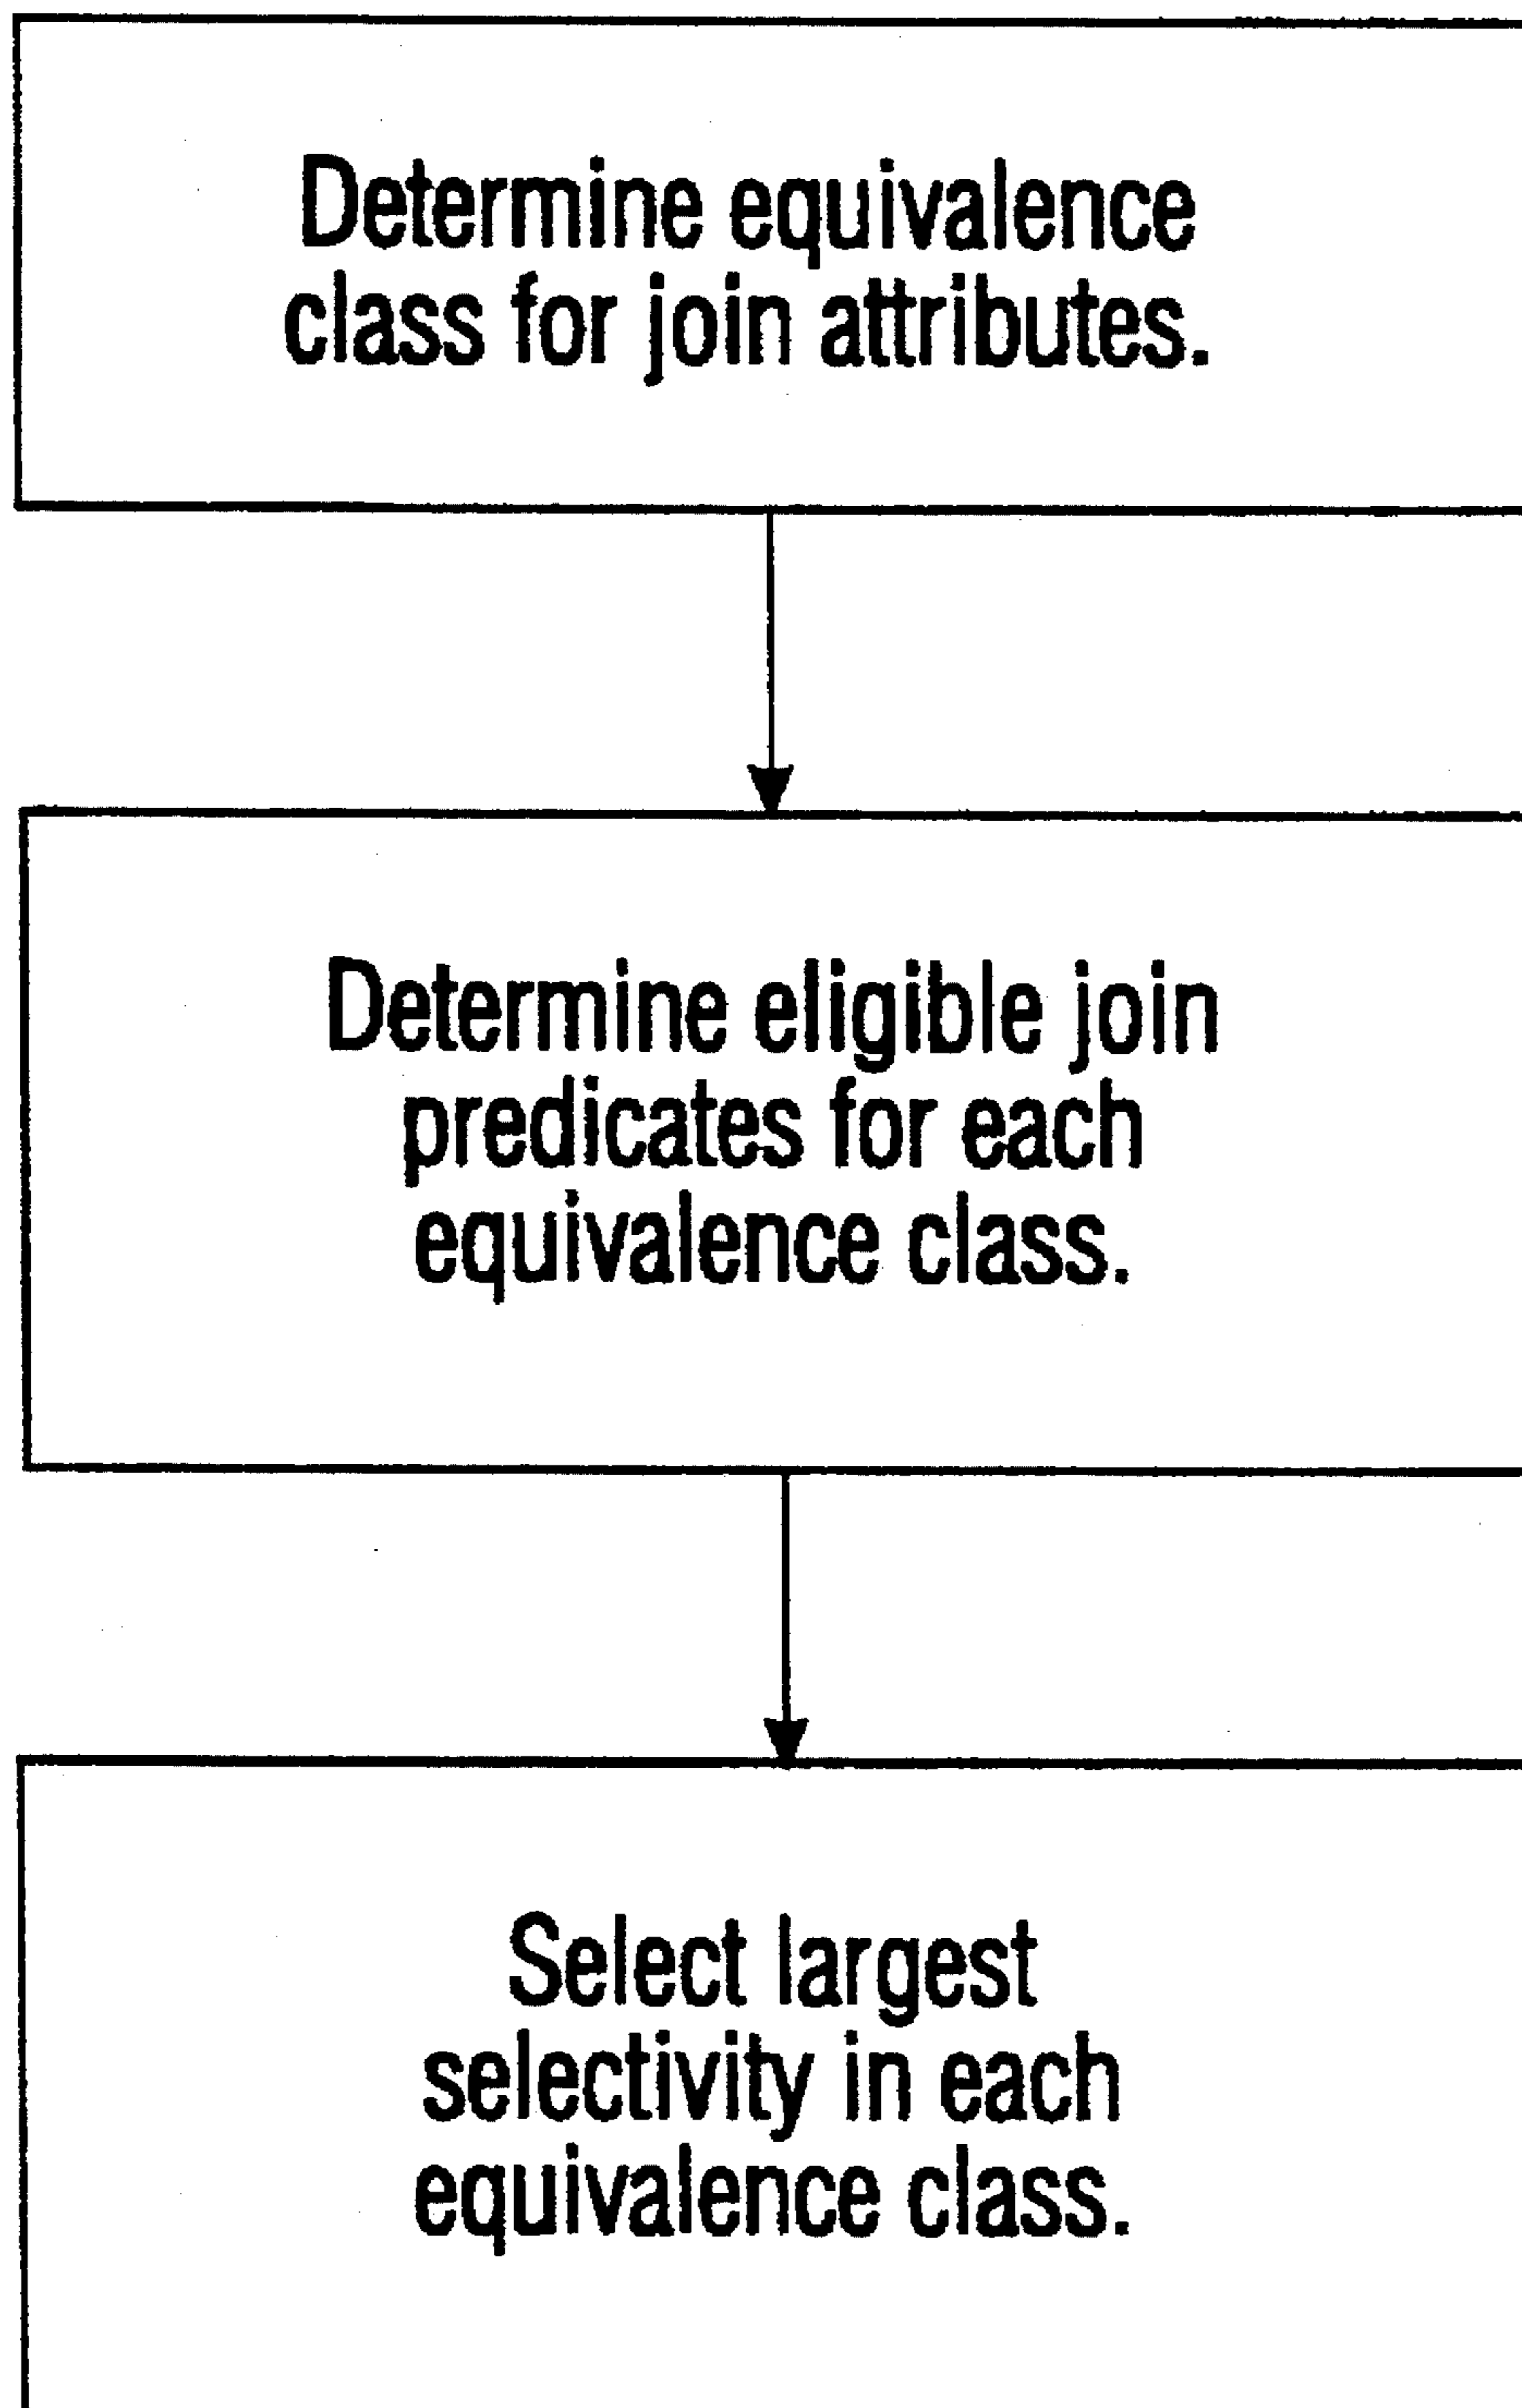 Determine equivalence
class for join attributes.
Determine eligible join
predicates for each
equivalence class.
Select largest
selectivity in each
equivalence class.